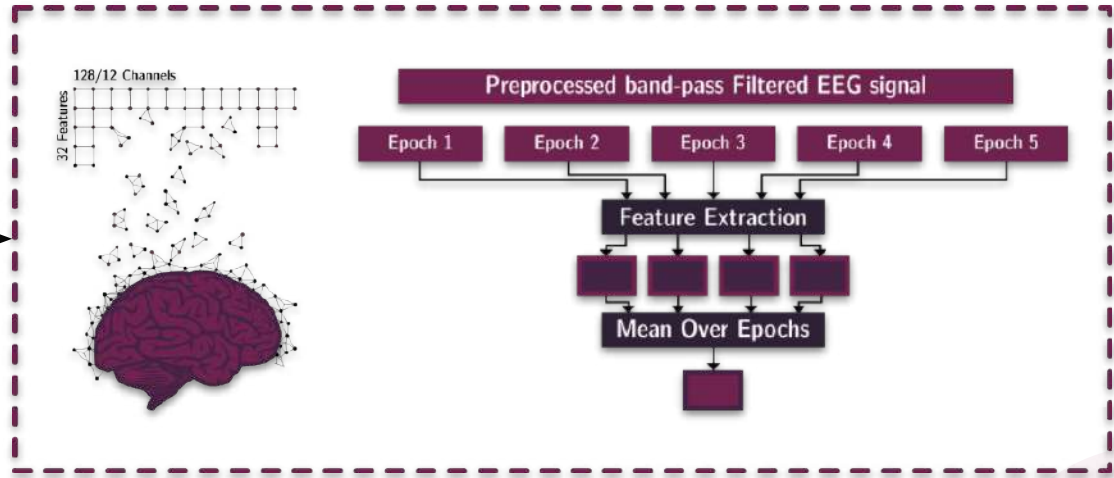 128/12 Channels
32 Features
Preprocessed band-pass Filtered EEG signal
Epoch 1
Epoch 2
Epoch 3
Epoch 4
Epoch 5
Feature Extraction
Mean Over Epochs